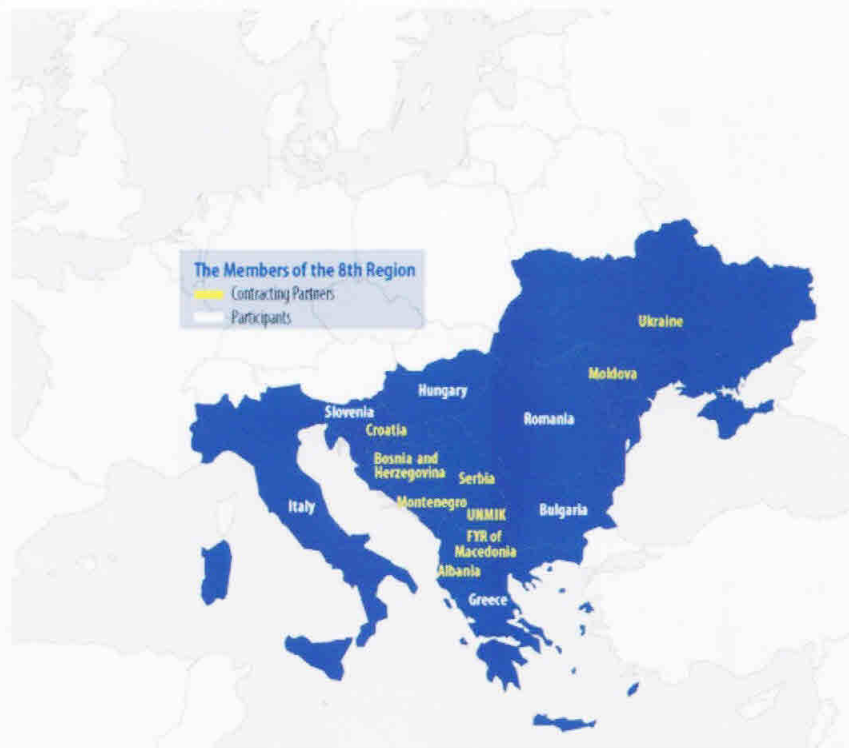 The Members of the 8th Region
Contracting Partners
Participants
Ukraine
Moldova
Hungary
Slovenia
Romania
Croatia
Bosnia and
Herzegovina
Serbia
Montenegro
Italy
UNMIK
Bulgaria
FYR of
Macedonia
Albania
Greece